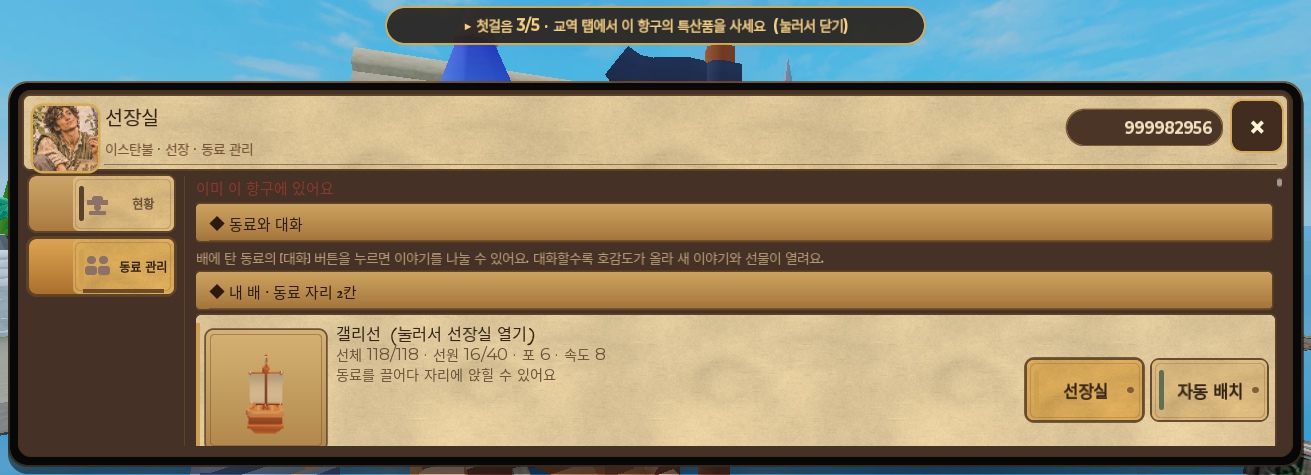 ▸ 첫걸음 3/5 · 교역 탭에서 이 항구의 특산품을 사세요 (눌러서 닫기)
선장실
이스탄불 · 선장 · 동료 관리
999982956
×
현황
동료 관리
이미 이 항구에 있어요
◆ 동료와 대화
배에 탄 동료의 [대화] 버튼을 누르면 이야기를 나눌 수 있어요. 대화할수록 호감도가 올라 새 이야기와 선물이 열려요.
◆ 내 배 · 동료 자리 2칸
갤리선 (눌러서 선장실 열기)
선체 118/118 · 선원 16/40 · 포 6 · 속도 8
동료를 끌어다 자리에 앉힐 수 있어요
선장실
자동 배치